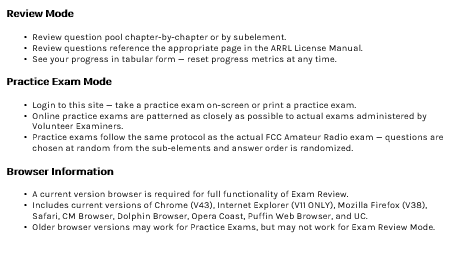 Review Mode
• Review question pool chapter-by-chapter or by subelement.
• Review questions reference the appropriate page in the ARRL License Manual.
• See your progress in tabular form — reset progress metrics at any time.
Practice Exam Mode
• Login to this site — take a practice exam on-screen or print a practice exam.
• Online practice exams are patterned as closely as possible to actual exams administered by
Volunteer Examiners.
• Practice exams follow the same protocol as the actual FCC Amateur Radio exam — questions are
chosen at random from the sub-elements and answer order is randomized.
Browser Information
• A current version browser is required for full functionality of Exam Review.
• Includes current versions of Chrome (V43), Internet Explorer (V11 ONLY), Mozilla Firefox (V38),
Safari, CM Browser, Dolphin Browser, Opera Coast, Puffin Web Browser, and UC.
• Older browser versions may work for Practice Exams, but may not work for Exam Review Mode.